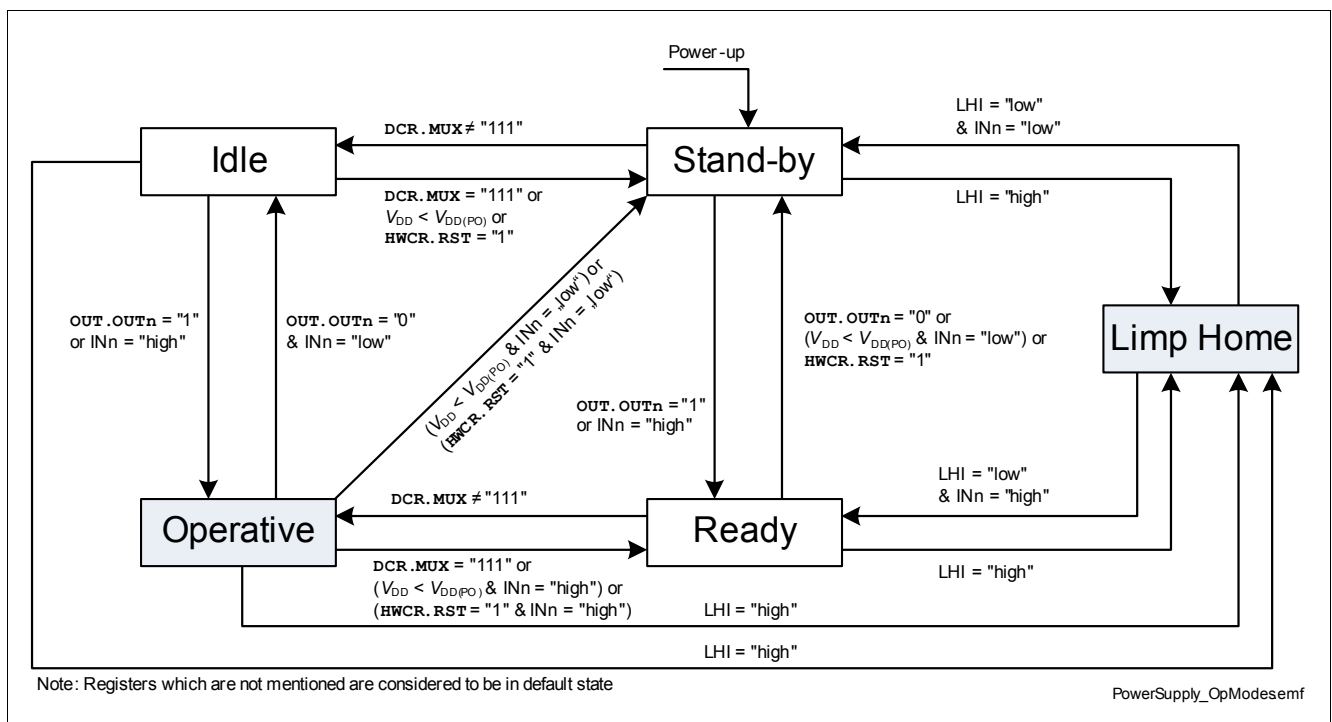 Power-up
LHI = "low"
& INn = "low"
DCR.MUX ≠ "111"
Idle
Stand-by
DCR.MUX = "111" or
VDD < VDD(PO) or
HWCR.RST = "1"
LHI = "high"
(VDD < VDD(PO) & INn = „low“) or
(HWCR.RST = "1" & INn = „low“)
OUT.OUTn = "1"
or INn = "high"
OUT.OUTn = "0"
& INn = "low"
OUT.OUTn = "0" or
(VDD < VDD(PO) & INn = "low") or
HWCR.RST = "1"
Limp Home
OUT.OUTn = "1"
or INn = "high"
LHI = "low"
& INn = "high"
DCR.MUX ≠ "111"
Operative
Ready
DCR.MUX = "111" or
(VDD < VDD(PO) & INn = "high") or
(HWCR.RST = "1" & INn = "high")
LHI = "high"
LHI = "high"
LHI = "high"
Note: Registers which are not mentioned are considered to be in default state
PowerSupply_OpModes.emf